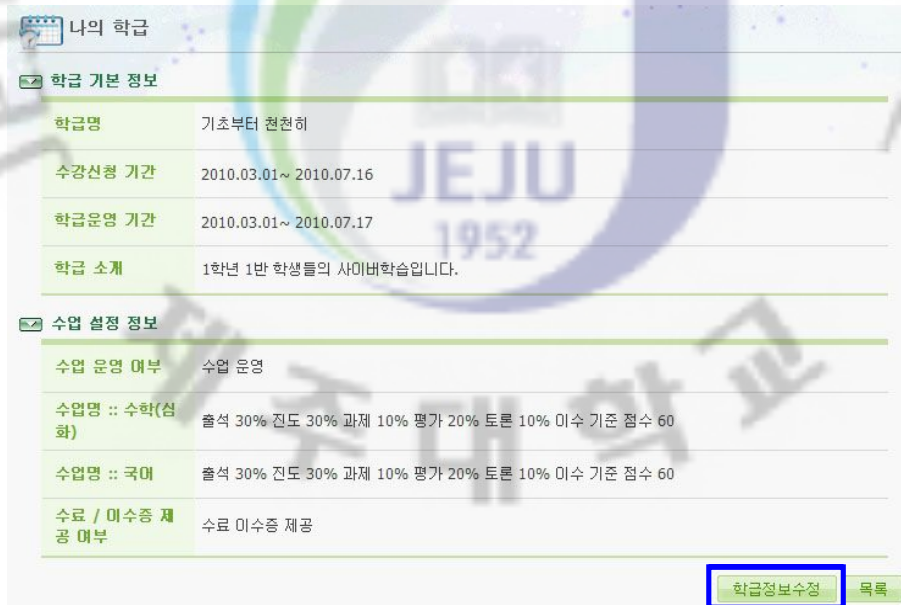 나의 학급
학급 기본 정보
학급명 기초부터 천천히
수강신청 기간 2010.03.01~ 2010.07.16
학급운영 기간 2010.03.01~ 2010.07.17
학급 소개 1학년 1반 학생들의 사이버학습입니다.
JEJU
1952
제주대학교
수업 설정 정보
수업 운영 여부 수업 운영
수업명 :: 수학(심
화)
출석 30% 진도 30% 과제 10% 평가 20% 토론 10% 이수 기준 점수 60
수업명 :: 국어 출석 30% 진도 30% 과제 10% 평가 20% 토론 10% 이수 기준 점수 60
수료 / 이수증 제
공 여부
수료 이수증 제공
학급정보수정 목록